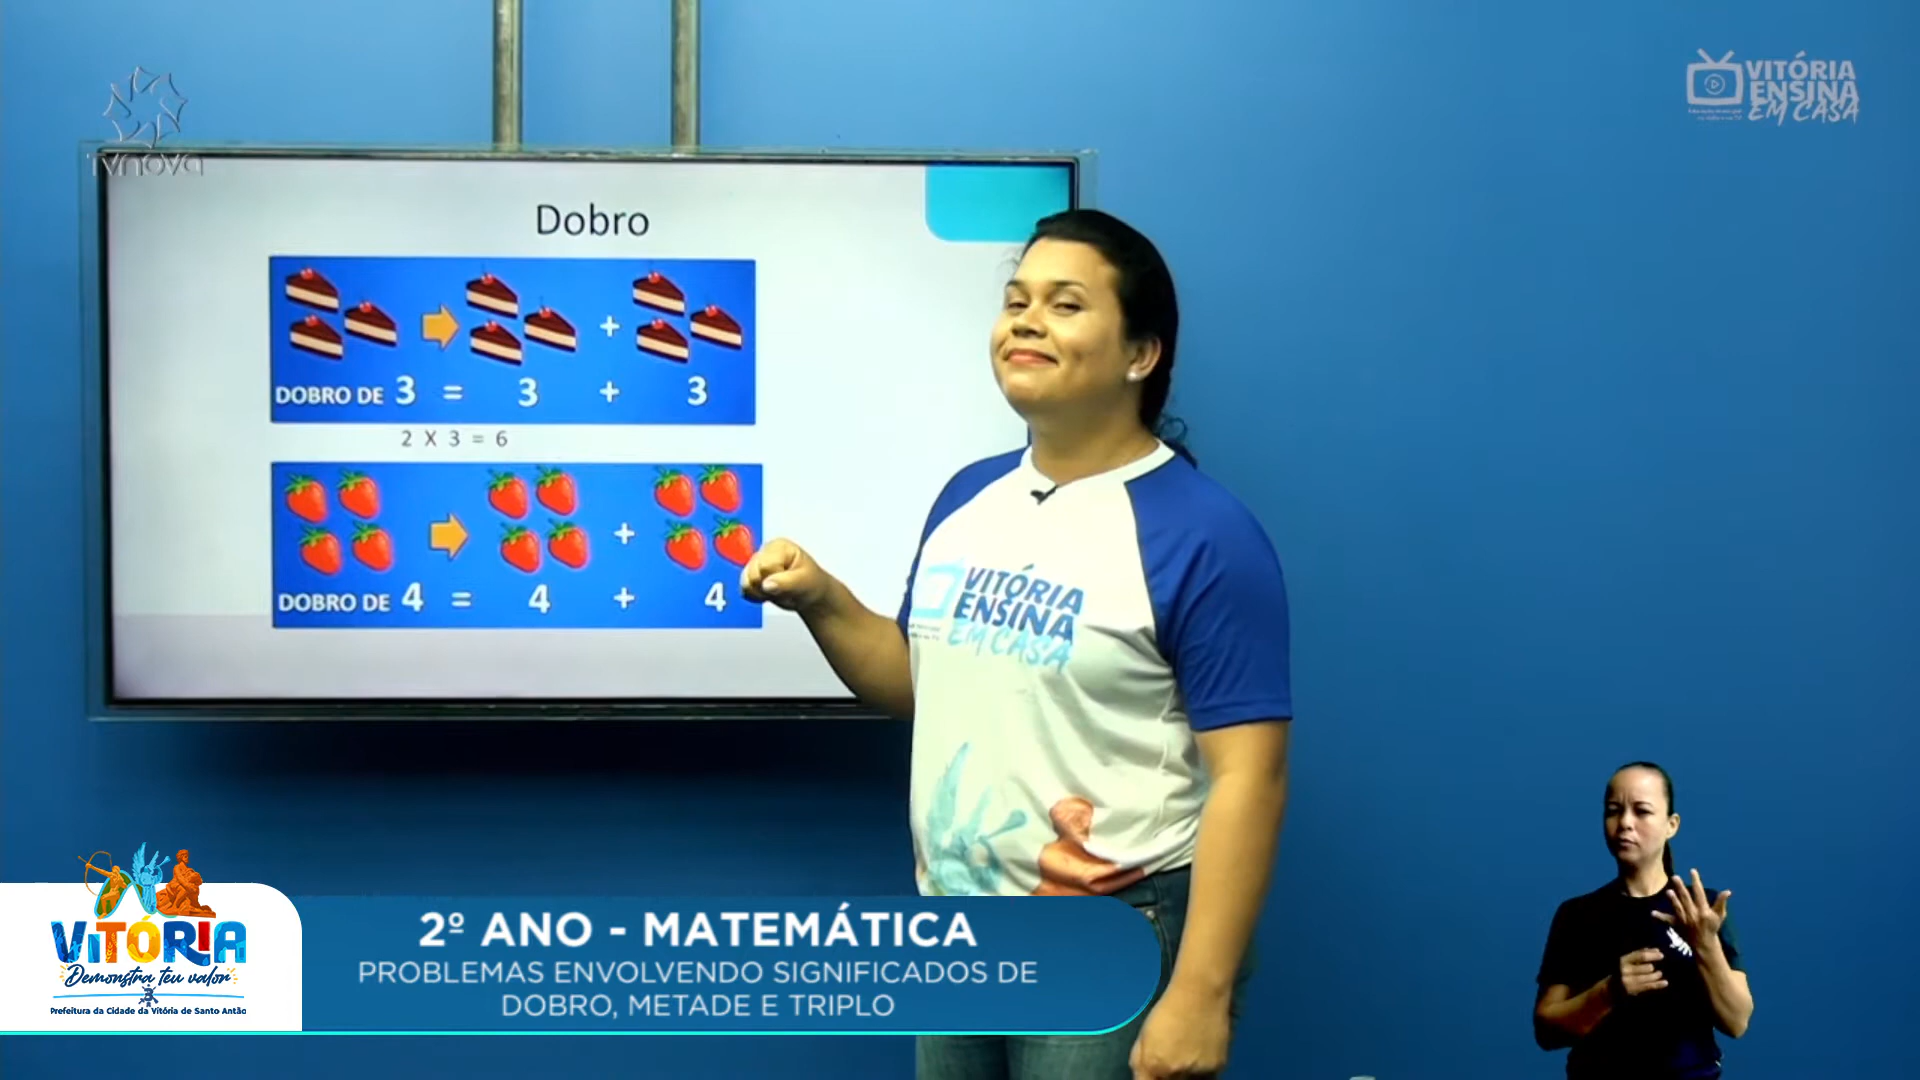 TVNOVA
VITÓRIA
ENSINA
EM CASA
Dobro
DOBRO DE 3 = 3 + 3
2 X 3 = 6
DOBRO DE 4 = 4 + 4
VITÓRIA
ENSINA
EM CASA
VITÓRIA
Demonstra teu valor
Prefeitura da Cidade da Vitória de Santo Antão
2º ANO - MATEMÁTICA
PROBLEMAS ENVOLVENDO SIGNIFICADOS DE
DOBRO, METADE E TRIPLO